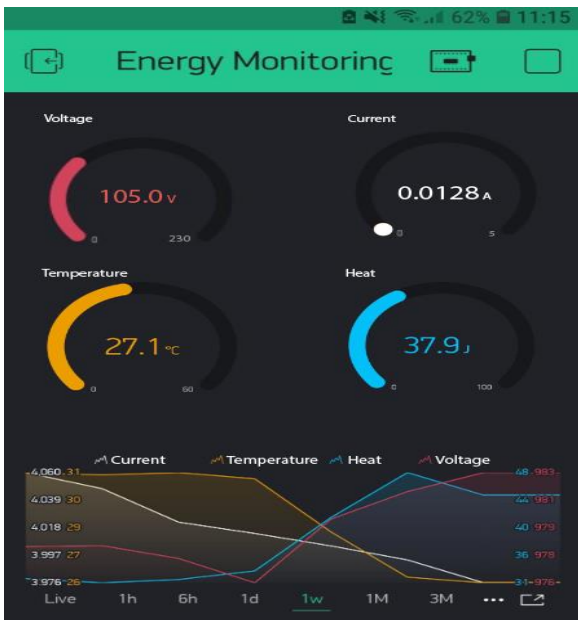 62% 11:15
Energy Monitoring
Voltage Current
105.0 V 0.0128 A
0 230 0 5
Temperature Heat
27.1 °C 37.9 J
0 60 0 100
Current Temperature Heat Voltage
4.060 31 48 983
4.039 30 44 981
4.018 29 40 979
3.997 27 36 978
3.976 26 31 976
Live 1h 6h 1d 1w 1M 3M ...